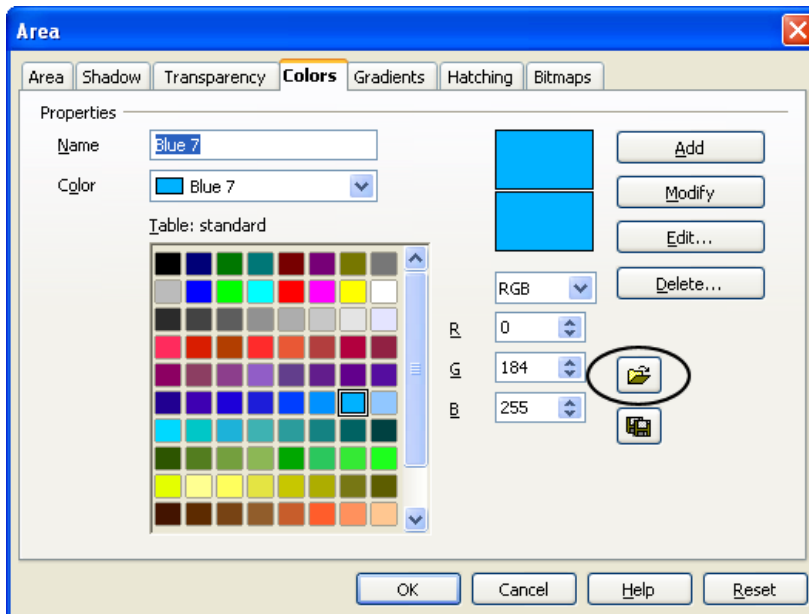 Area
Area Shadow Transparency Colors Gradients Hatching Bitmaps
Properties
Name Blue 7 Add
Color Blue 7 Modify
Table: standard Edit...
RGB Delete...
R 0
G 184
B 255
OK Cancel Help Reset